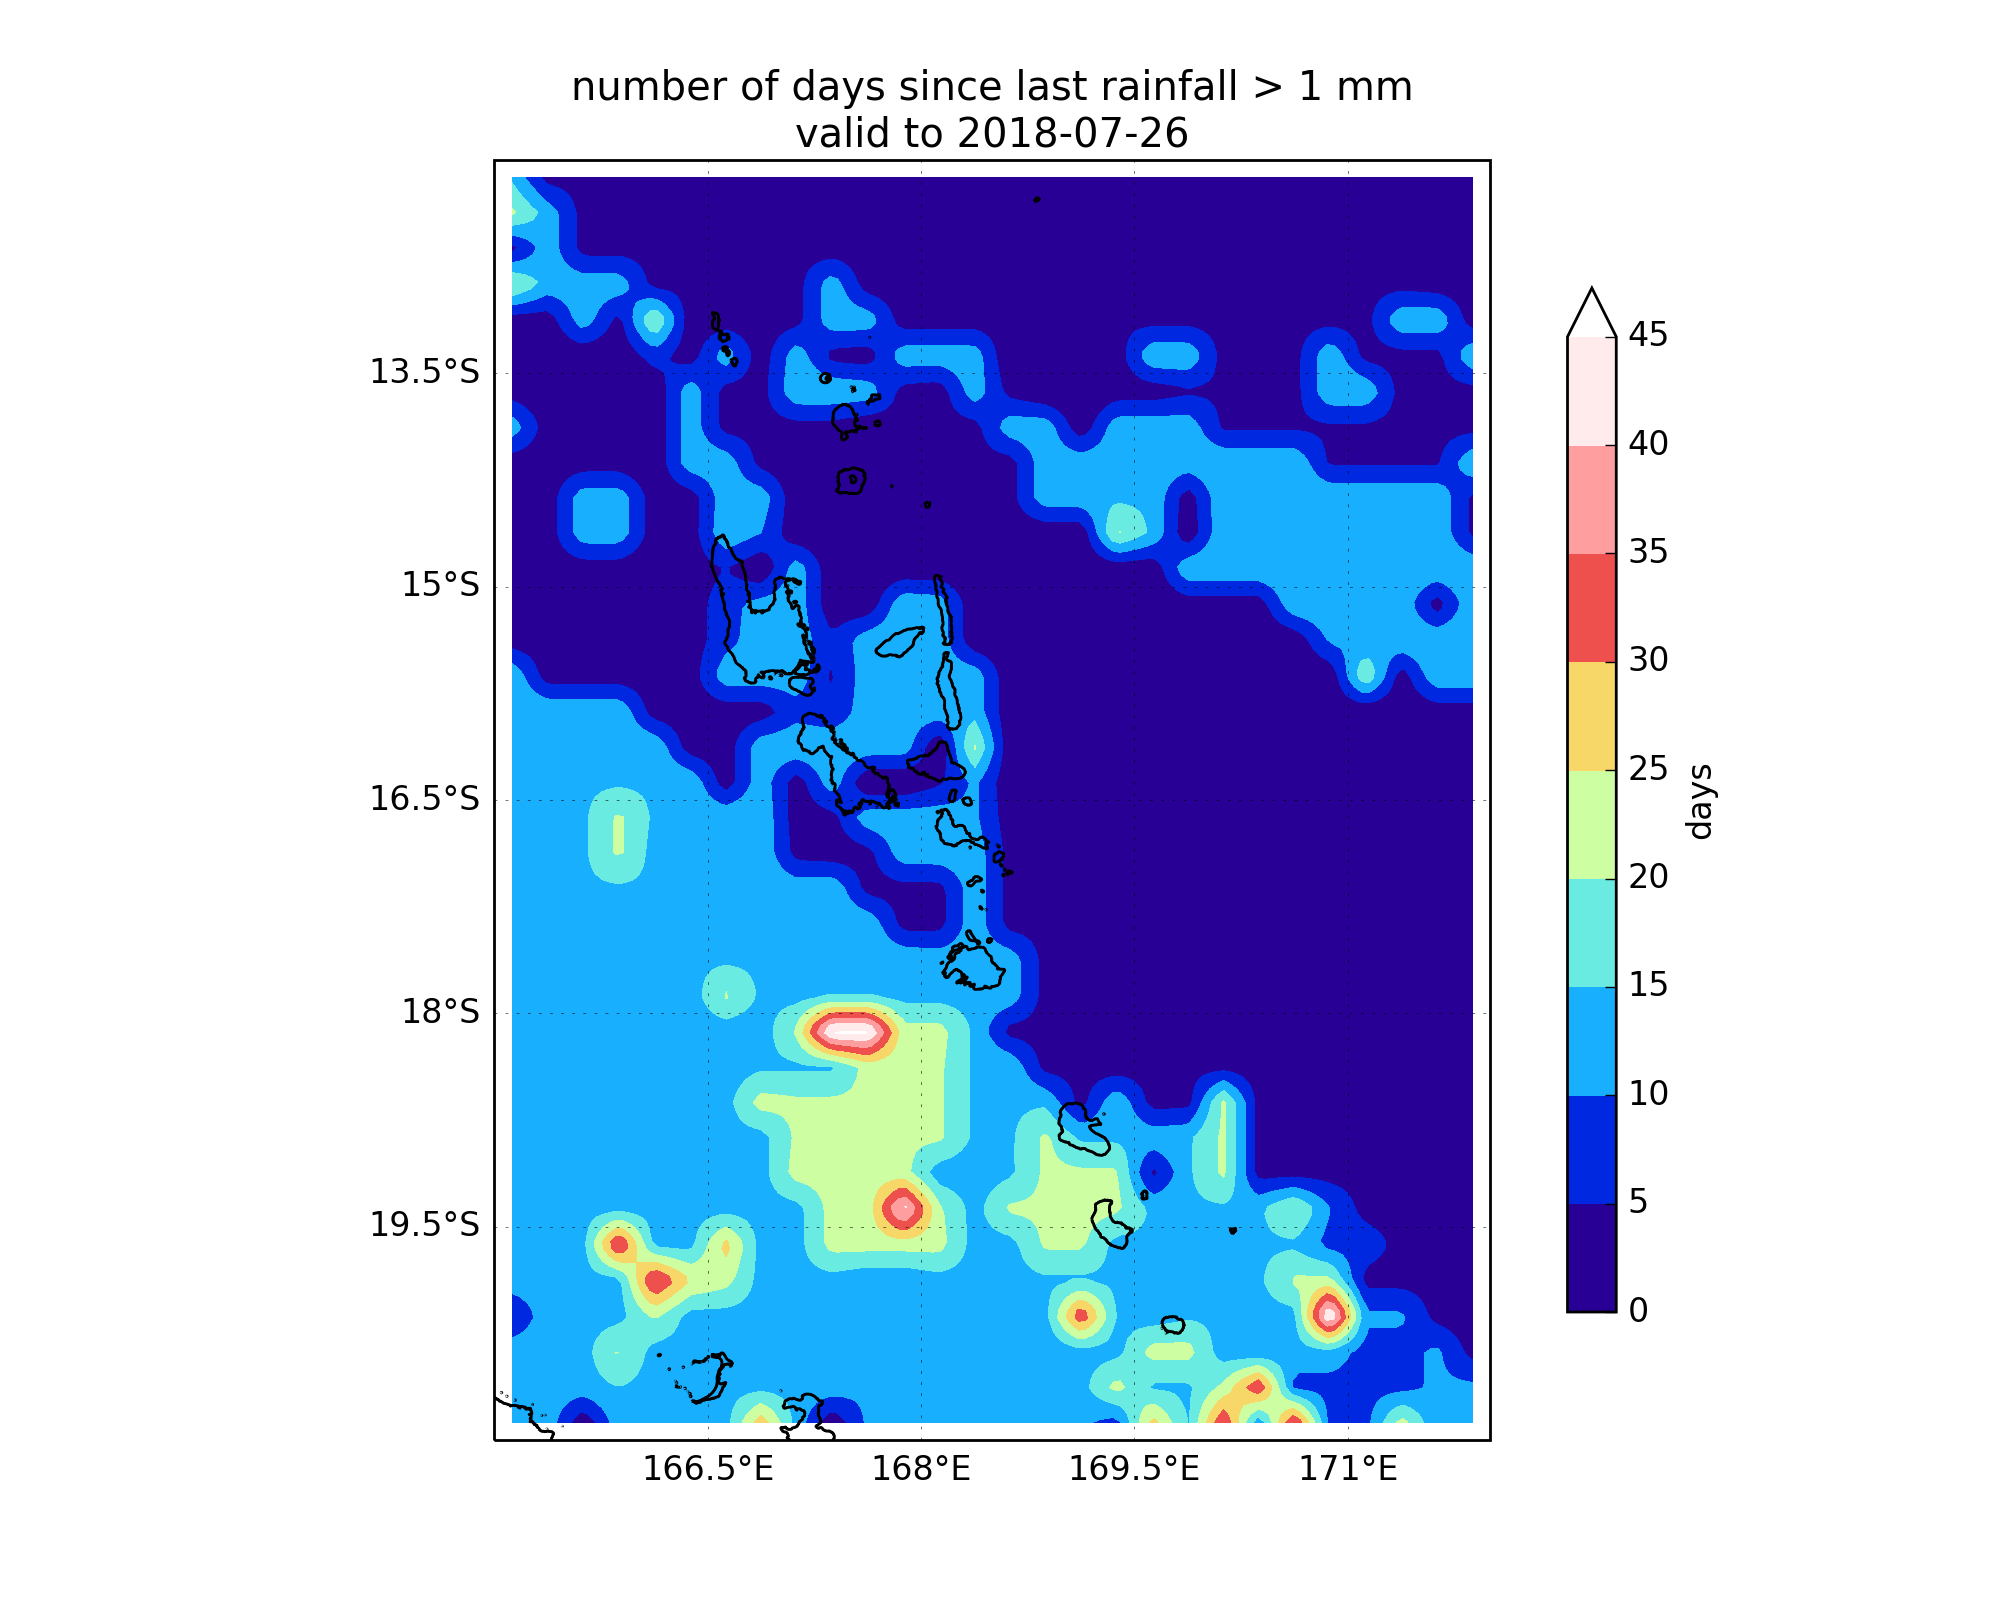 number of days since last rainfall > 1 mm
valid to 2018-07-26
13.5°S
15°S
16.5°S
18°S
19.5°S
166.5°E
168°E
169.5°E
171°E
45
40
35
30
25
20
15
10
5
0
days